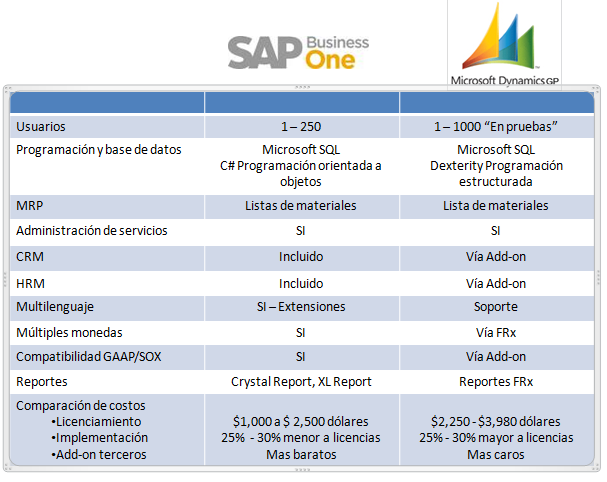 SAP Business One
Microsoft Dynamics GP
Usuarios 1 – 250 1 – 1000 “En pruebas”
Programación y base de datos Microsoft SQL Microsoft SQL
C# Programación orientada a Dexterity Programación
objetos estructurada
MRP Listas de materiales Lista de materiales
Administración de servicios SI SI
CRM Incluido Vía Add-on
HRM Incluido Vía Add-on
Multilenguaje SI – Extensiones Soporte
Múltiples monedas SI Vía FRx
Compatibilidad GAAP/SOX SI Vía Add-on
Reportes Crystal Report, XL Report Reportes FRx
Comparación de costos
•Licenciamiento $1,000 a $ 2,500 dólares $2,250 - $3,980 dólares
•Implementación 25% - 30% menor a licencias 25% - 30% mayor a licencias
•Add-on terceros Mas baratos Mas caros